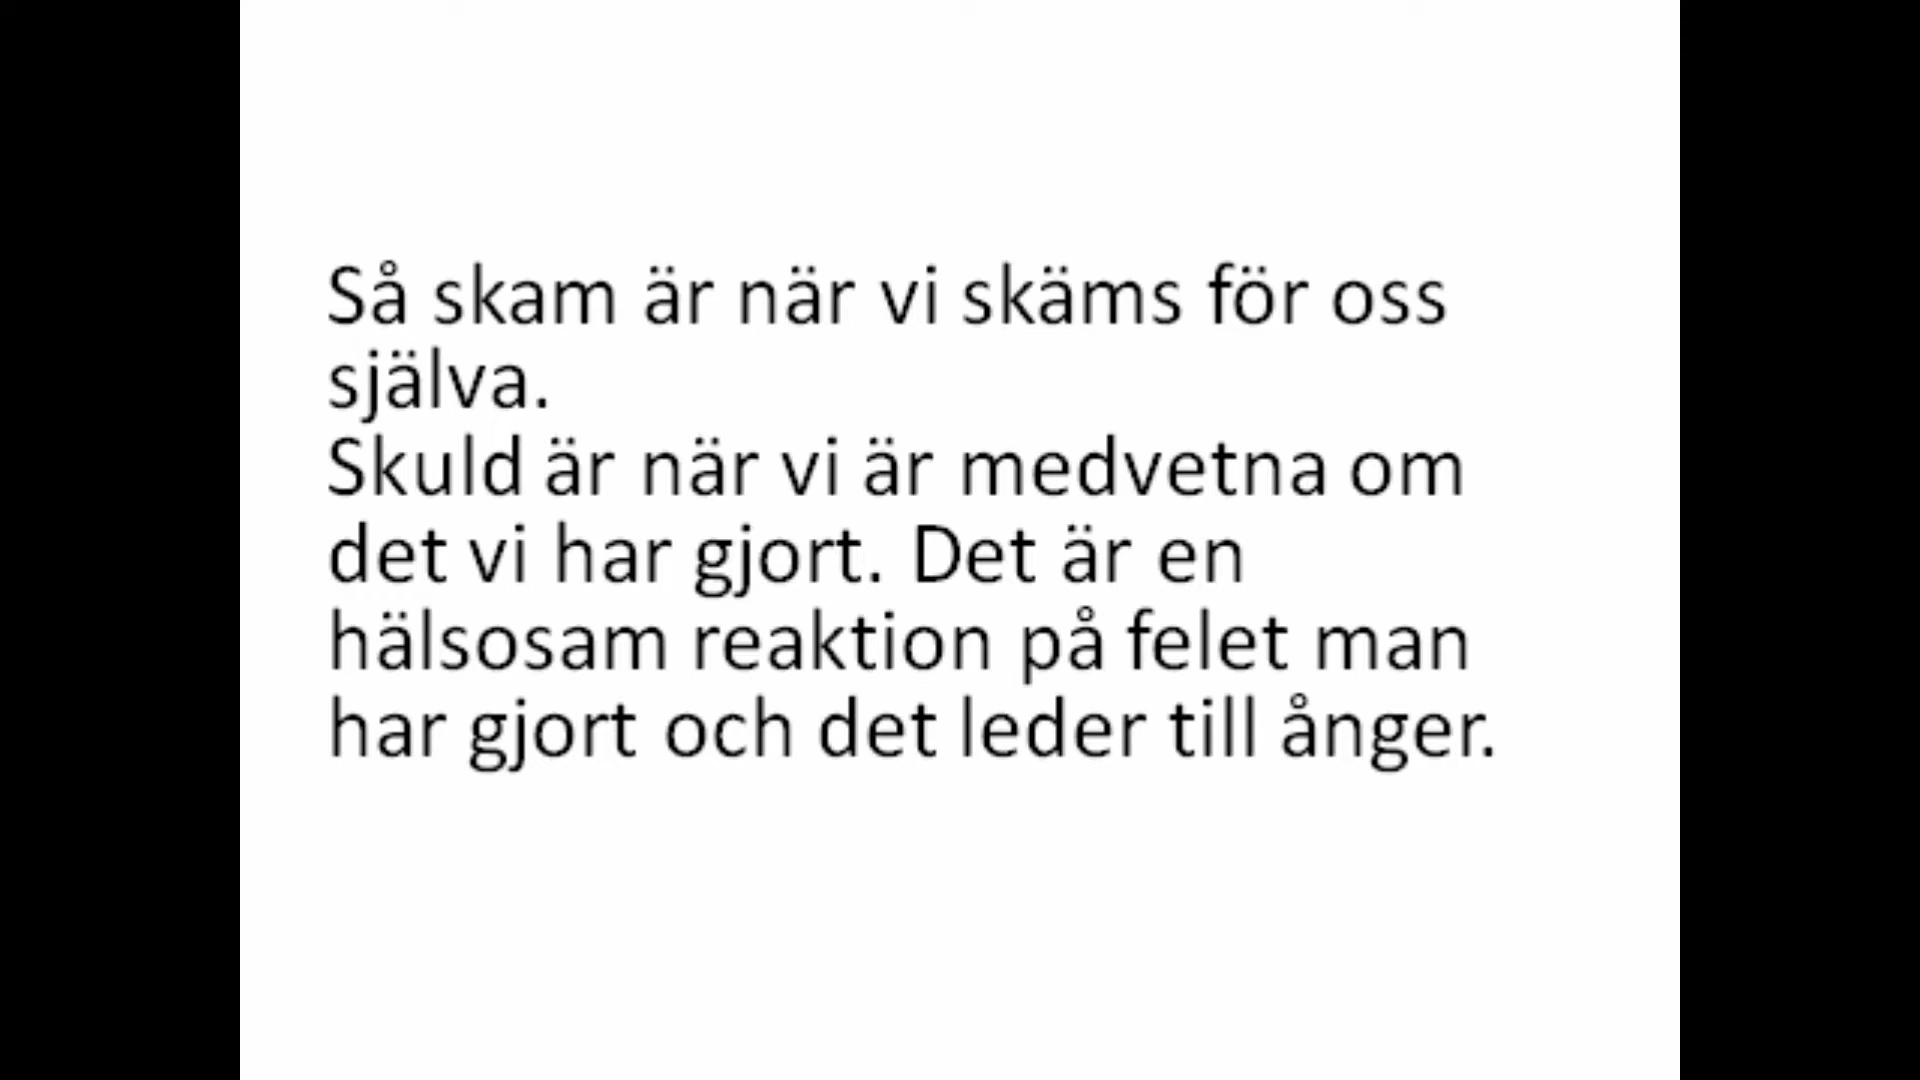 Så skam är när vi skäms för oss
själva.
Skuld är när vi är medvetna om
det vi har gjort. Det är en
hälsosam reaktion på felet man
har gjort och det leder till ånger.